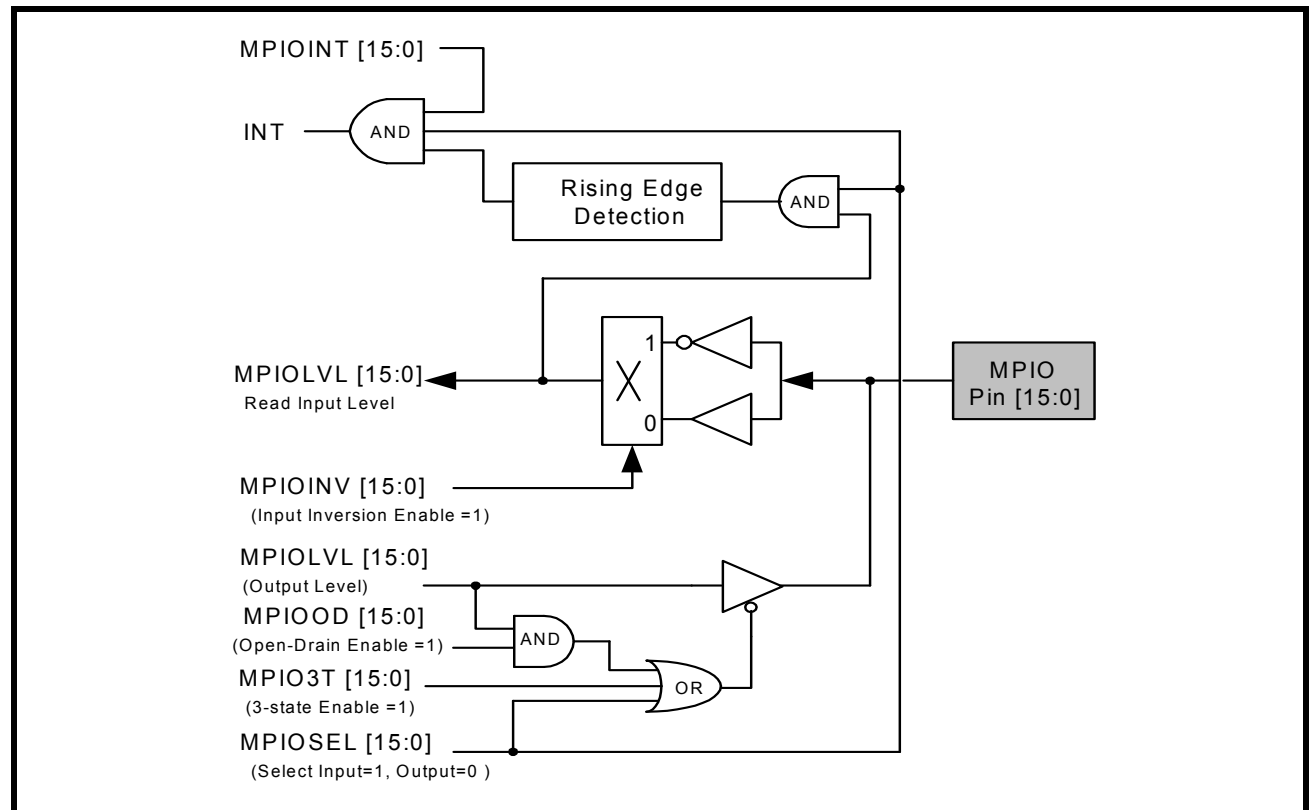 MPIOINT [15:0]
INT
AND
Rising Edge
Detection
AND
MPIOLVL [15:0]
Read Input Level
1
0
MPIO
Pin [15:0]
MPIOINV [15:0]
(Input Inversion Enable =1)
MPIOLVL [15:0]
(Output Level)
MPIOOD [15:0]
(Open-Drain Enable =1)
AND
MPIO3T [15:0]
(3-state Enable =1)
OR
MPIOSEL [15:0]
(Select Input=1, Output=0 )